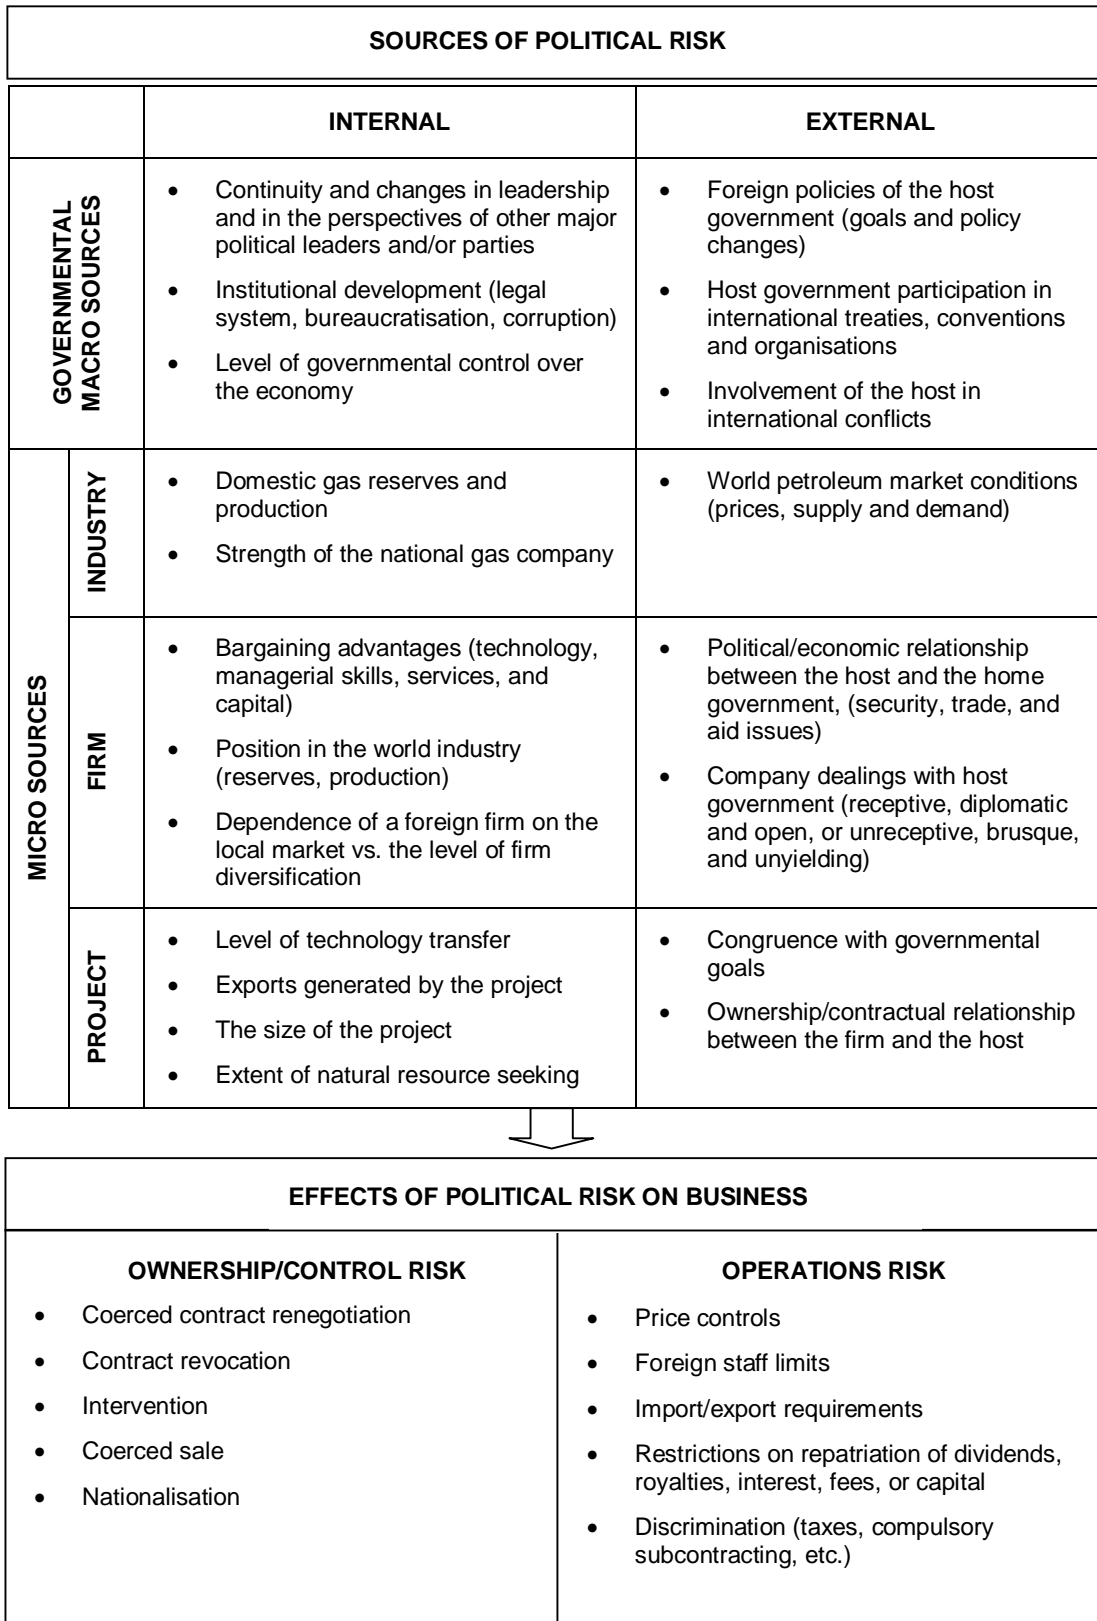 SOURCES OF POLITICAL RISK
INTERNAL
EXTERNAL
GOVERNMENTAL
MACRO SOURCES
• Continuity and changes in leadership
and in the perspectives of other major
political leaders and/or parties
• Institutional development (legal
system, bureaucratisation, corruption)
• Level of governmental control over
the economy
• Foreign policies of the host
government (goals and policy
changes)
• Host government participation in
international treaties, conventions
and organisations
• Involvement of the host in
international conflicts
MICRO SOURCES
INDUSTRY
• Domestic gas reserves and
production
• Strength of the national gas company
• World petroleum market conditions
(prices, supply and demand)
FIRM
• Bargaining advantages (technology,
managerial skills, services, and
capital)
• Position in the world industry
(reserves, production)
• Dependence of a foreign firm on the
local market vs. the level of firm
diversification
• Political/economic relationship
between the host and the home
government, (security, trade, and
aid issues)
• Company dealings with host
government (receptive, diplomatic
and open, or unreceptive, brusque,
and unyielding)
PROJECT
• Level of technology transfer
• Exports generated by the project
• The size of the project
• Extent of natural resource seeking
• Congruence with governmental
goals
• Ownership/contractual relationship
between the firm and the host
EFFECTS OF POLITICAL RISK ON BUSINESS
OWNERSHIP/CONTROL RISK
• Coerced contract renegotiation
• Contract revocation
• Intervention
• Coerced sale
• Nationalisation
OPERATIONS RISK
• Price controls
• Foreign staff limits
• Import/export requirements
• Restrictions on repatriation of dividends,
royalties, interest, fees, or capital
• Discrimination (taxes, compulsory
subcontracting, etc.)